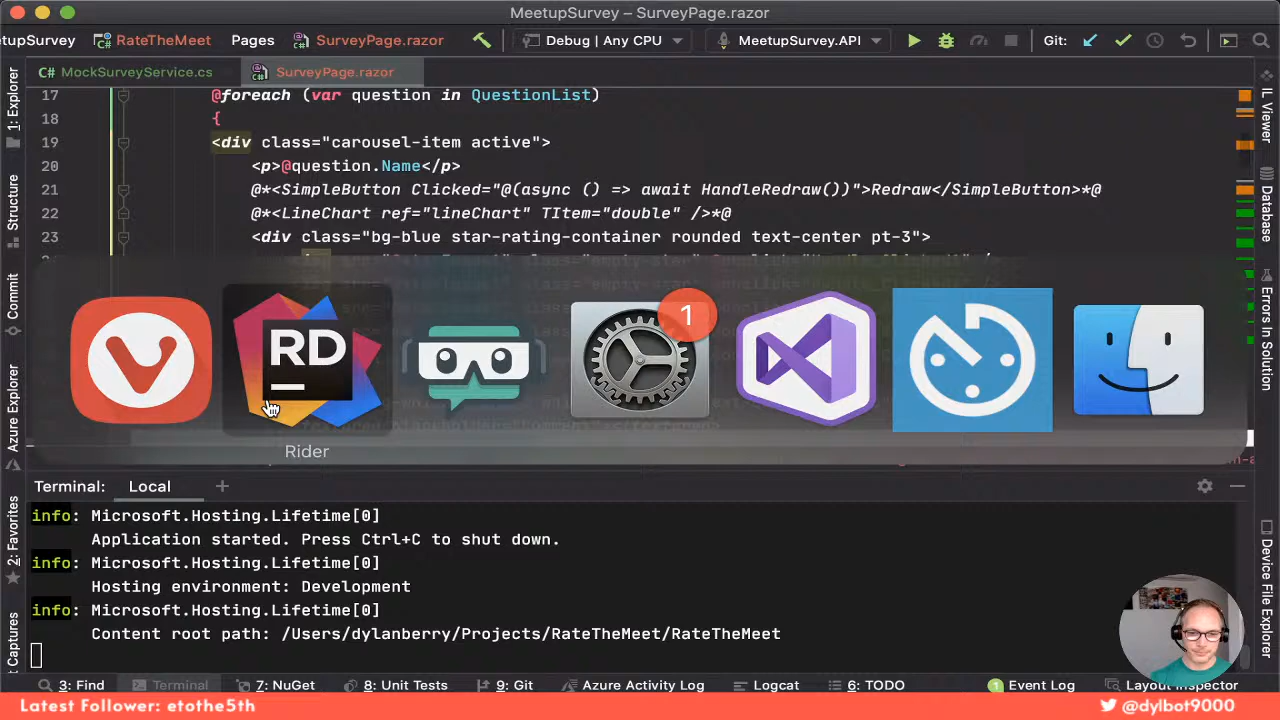 MeetupSurvey – SurveyPage.razor
etupSurvey RateTheMeet Pages SurveyPage.razor Debug | Any CPU MeetupSurvey.API Git:
C# MockSurveyService.cs SurveyPage.razor
17 @foreach (var question in QuestionList)
18 {
19 <div class="carousel-item active">
20 <p>@question.Name</p>
21 @*<SimpleButton Clicked="@(async () => await HandleRedraw())">Redraw</SimpleButton>*@
22 @*<LineChart ref="lineChart" TItem="double" />*@
23 <div class="bg-blue star-rating-container rounded text-center pt-3">
1: Explorer
Structure
Commit
Azure Explorer
2: Favorites
t Captures
IL Viewer
Database
Errors In Solution
Device File Explorer
RD
1
Rider
Terminal: Local +
info: Microsoft.Hosting.Lifetime[0]
Application started. Press Ctrl+C to shut down.
info: Microsoft.Hosting.Lifetime[0]
Hosting environment: Development
info: Microsoft.Hosting.Lifetime[0]
Content root path: /Users/dylanberry/Projects/RateTheMeet/RateTheMeet
3: Find Terminal 7: NuGet 8: Unit Tests 9: Git Azure Activity Log Logcat 6: TODO 1 Event Log Layout Inspector
Latest Follower: etothe5th
@dylbot9000